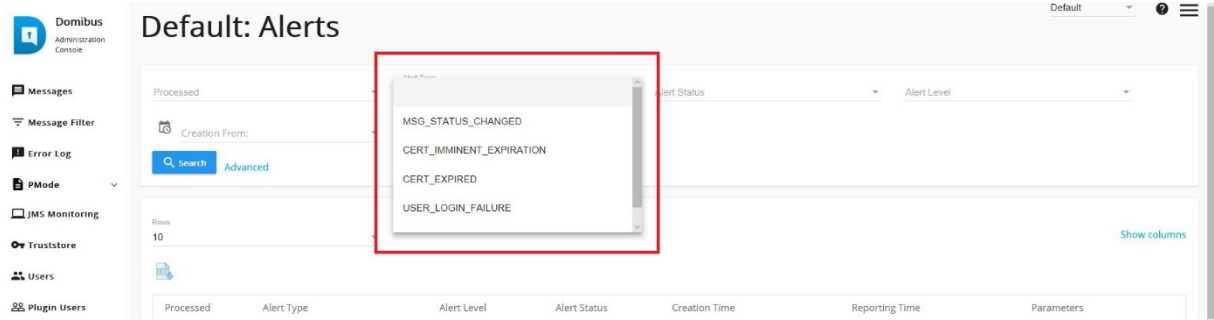 Domibus
Administration
Console
Default: Alerts
Default
Messages
Message Filter
Error Log
PMode
JMS Monitoring
Truststore
Users
Plugin Users
Processed
Alert Type
Alert Status
Alert Level
Creation From:
Search
Advanced
MSG_STATUS_CHANGED
CERT_IMMINENT_EXPIRATION
CERT_EXPIRED
USER_LOGIN_FAILURE
Rows
10
Show columns
Processed Alert Type Alert Level Alert Status Creation Time Reporting Time Parameters